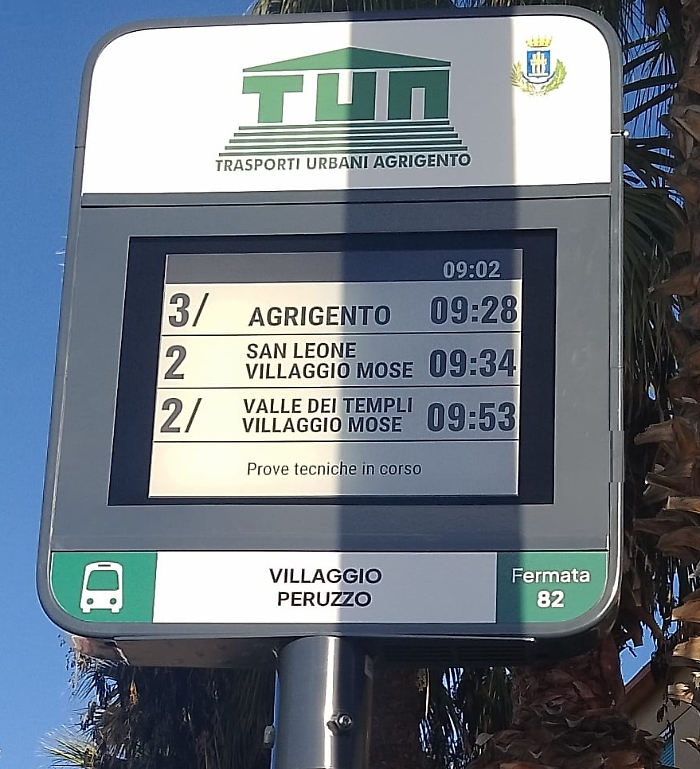 TUA
TRASPORTI URBANI AGRIGENTO
09:02
3/ AGRIGENTO 09:28
2 SAN LEONE VILLAGGIO MOSE 09:34
2/ VALLE DEI TEMPLI VILLAGGIO MOSE 09:53
Prove tecniche in corso
VILLAGGIO
PERUZZO
Fermata
82